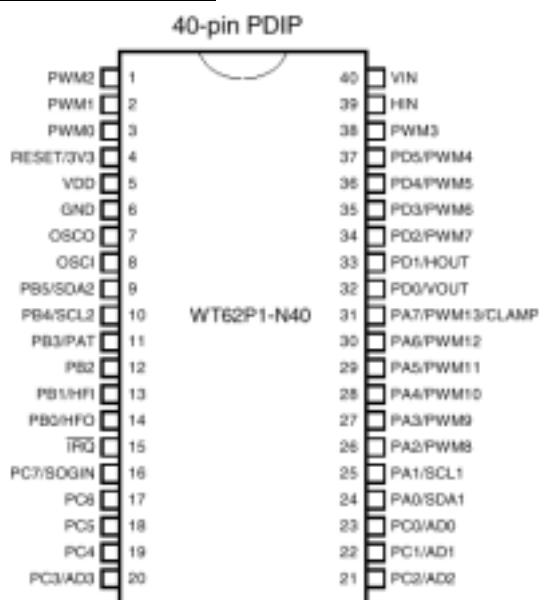 40-pin PDIP
PWM2 1 40 VIN
PWM1 2 39 HIN
PWM0 3 38 PWM3
RESET/3V3 4 37 PD5/PWM4
VDD 5 36 PD4/PWM5
GND 6 35 PD3/PWM6
OSCO 7 34 PD2/PWM7
OSCI 8 33 PD1/HOUT
PB5/SDA2 9 32 PD0/VOUT
PB4/SCL2 10 WT62P1-N40 31 PA7/PWM13/CLAMP
PB3/PAT 11 30 PA6/PWM12
PB2 12 29 PA5/PWM11
PB1/HFI 13 28 PA4/PWM10
PB0/HFO 14 27 PA3/PWM9
IRQ 15 26 PA2/PWM8
PC7/SOGIN 16 25 PA1/SCL1
PC6 17 24 PA0/SDA1
PC5 18 23 PC0/AD0
PC4 19 22 PC1/AD1
PC3/AD3 20 21 PC2/AD2